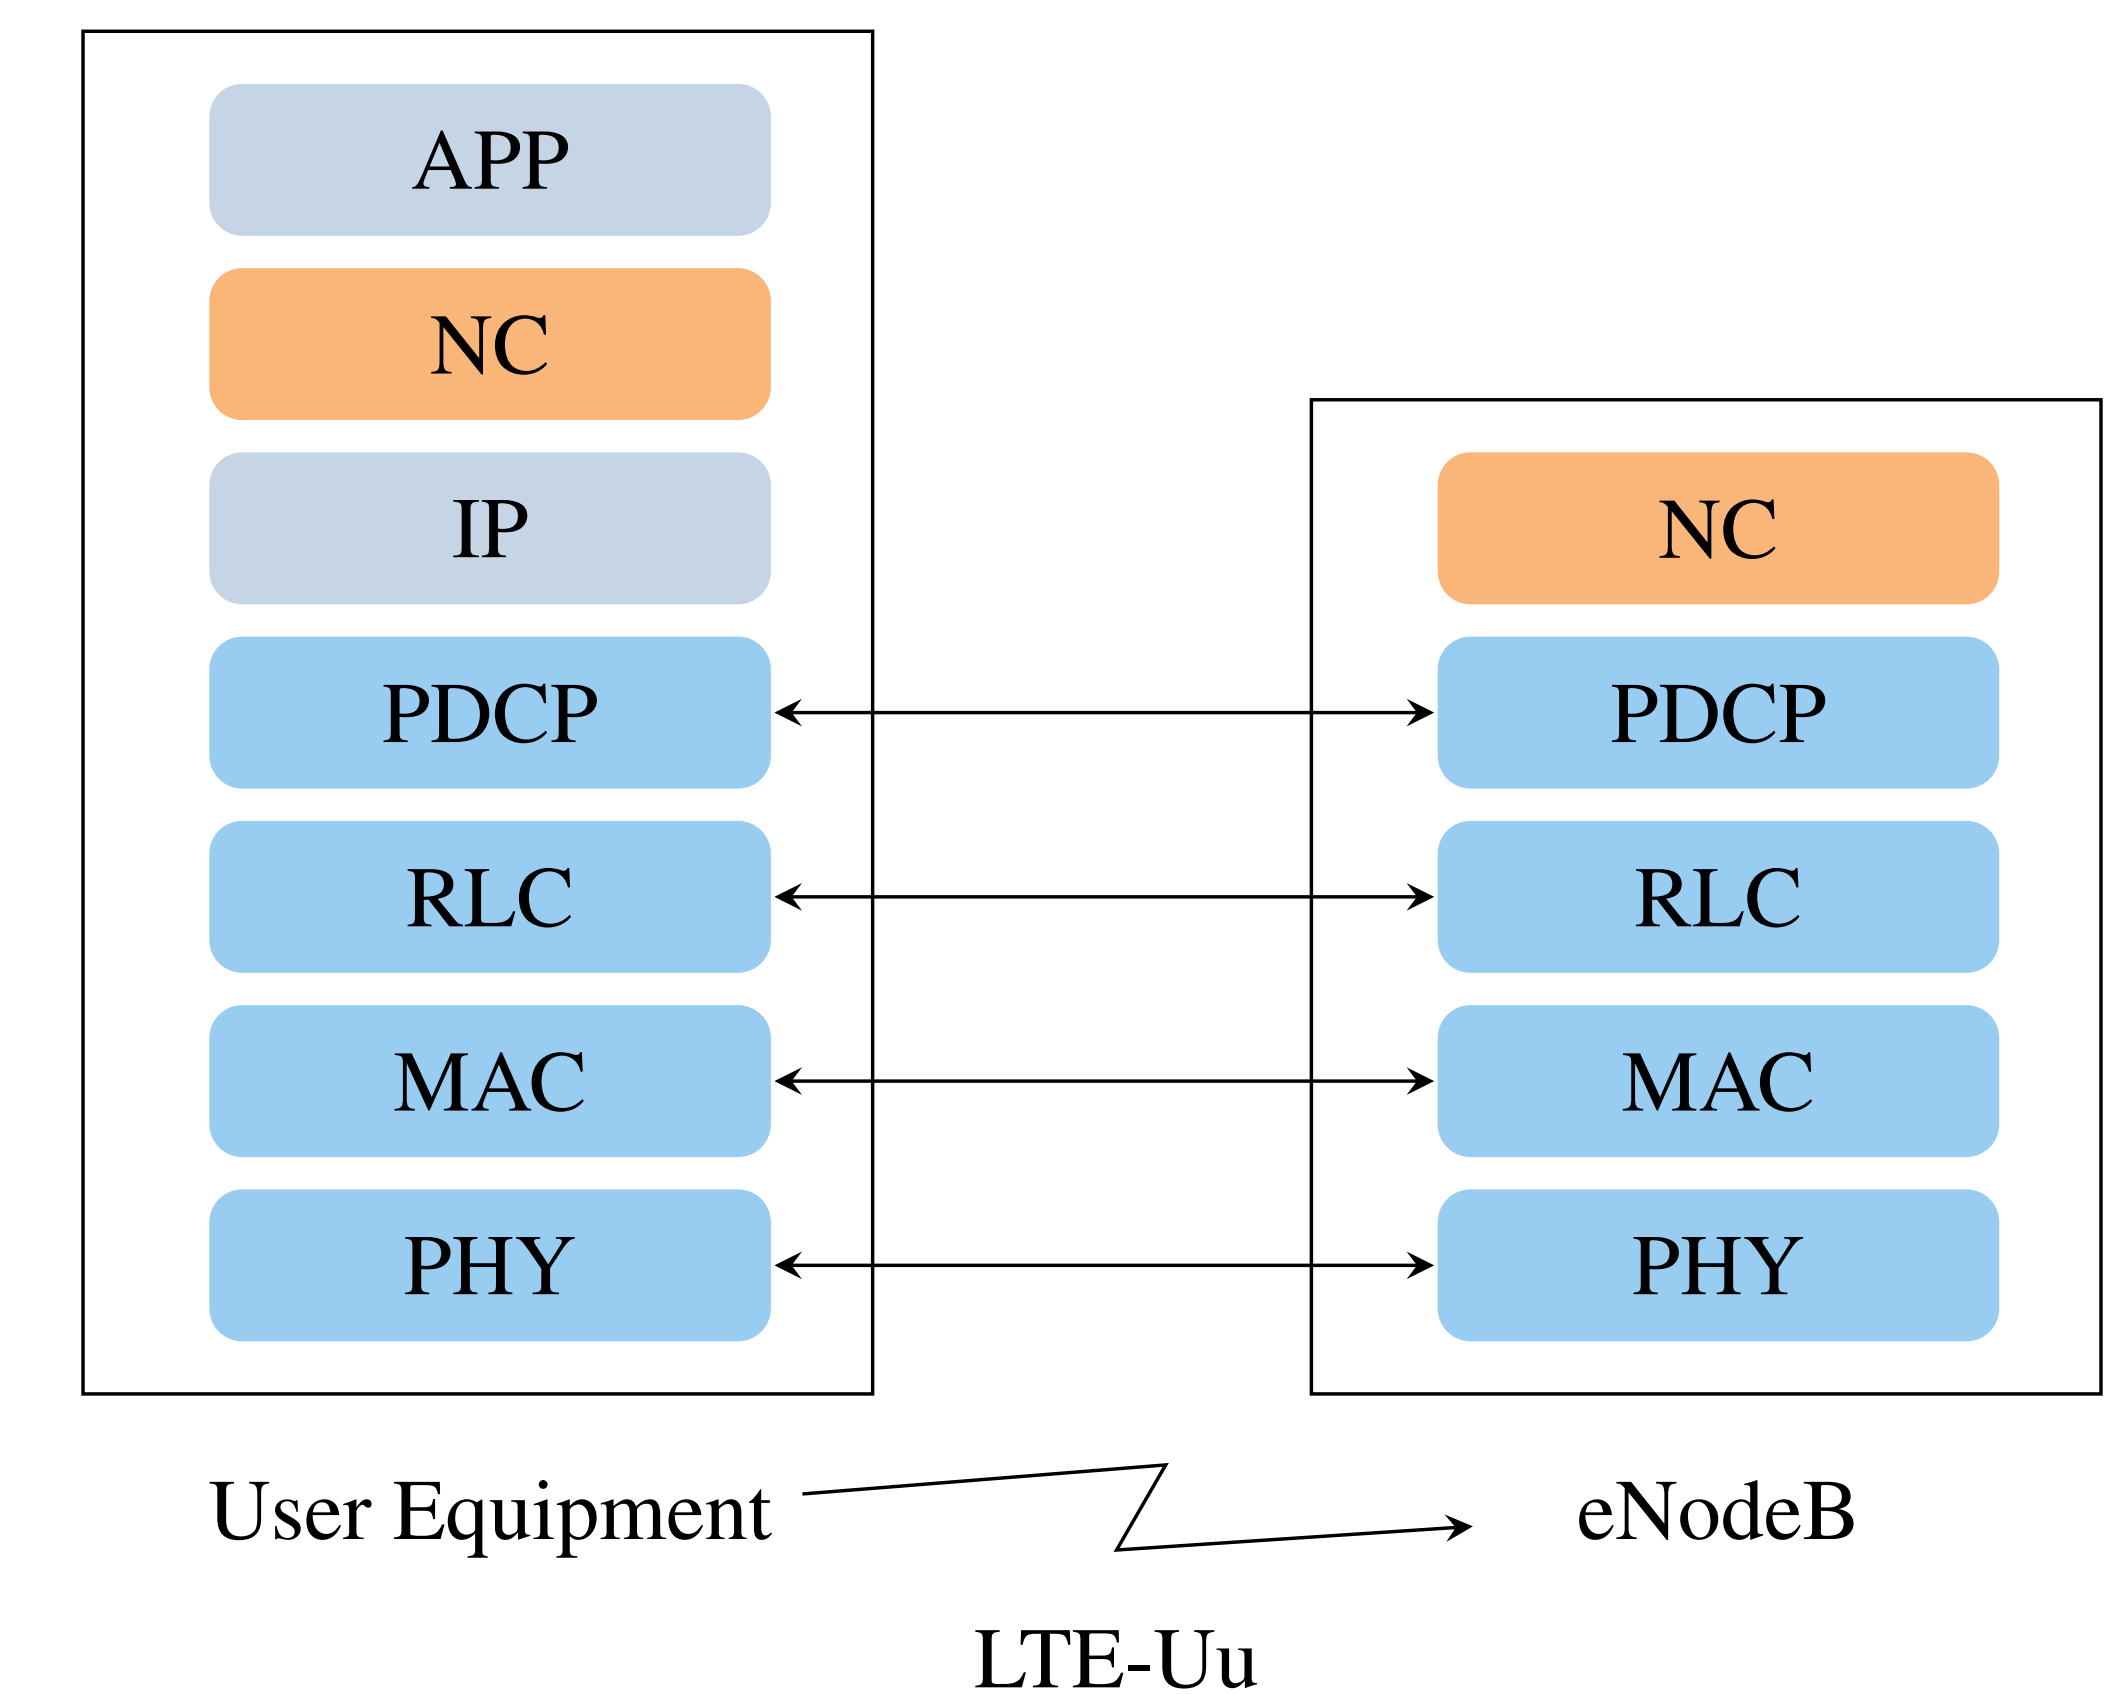 APP
NC
IP
PDCP
RLC
MAC
PHY
NC
PDCP
RLC
MAC
PHY
User Equipment
eNodeB
LTE-Uu